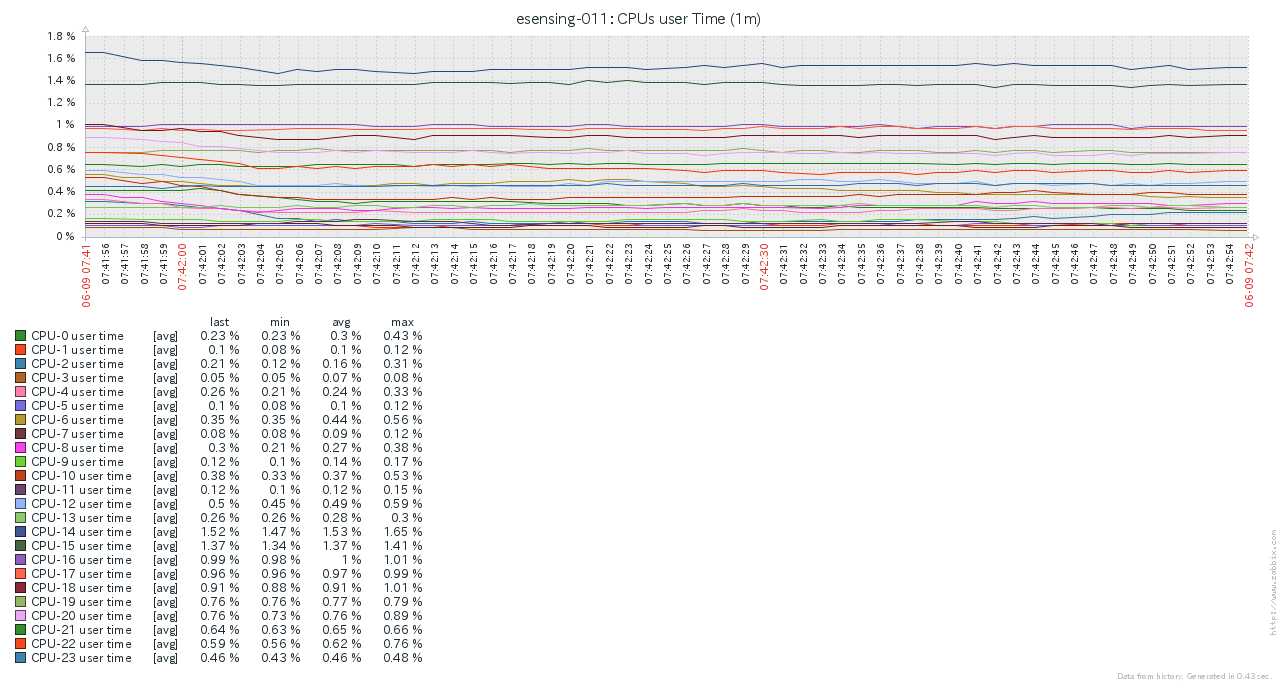 esensing-011: CPUs user Time (1m)
1.8 %
1.6 %
1.4 %
1.2 %
1 %
0.8 %
0.6 %
0.4 %
0.2 %
0 %
06-09 07:41
07:41:56
07:41:57
07:41:58
07:41:59
07:42:00
07:42:01
07:42:02
07:42:03
07:42:04
07:42:05
07:42:06
07:42:07
07:42:08
07:42:09
07:42:10
07:42:11
07:42:12
07:42:13
07:42:14
07:42:15
07:42:16
07:42:17
07:42:18
07:42:19
07:42:20
07:42:21
07:42:22
07:42:23
07:42:24
07:42:25
07:42:26
07:42:27
07:42:28
07:42:29
07:42:30
07:42:31
07:42:32
07:42:33
07:42:34
07:42:35
07:42:36
07:42:37
07:42:38
07:42:39
07:42:40
07:42:41
07:42:42
07:42:43
07:42:44
07:42:45
07:42:46
07:42:47
07:42:48
07:42:49
07:42:50
07:42:51
07:42:52
07:42:53
07:42:54
06-09 07:42
last min avg max
CPU-0 user time [avg] 0.23 % 0.23 % 0.3 % 0.43 %
CPU-1 user time [avg] 0.1 % 0.08 % 0.1 % 0.12 %
CPU-2 user time [avg] 0.21 % 0.12 % 0.16 % 0.31 %
CPU-3 user time [avg] 0.05 % 0.05 % 0.07 % 0.08 %
CPU-4 user time [avg] 0.26 % 0.21 % 0.24 % 0.33 %
CPU-5 user time [avg] 0.1 % 0.08 % 0.1 % 0.12 %
CPU-6 user time [avg] 0.35 % 0.35 % 0.44 % 0.56 %
CPU-7 user time [avg] 0.08 % 0.08 % 0.09 % 0.12 %
CPU-8 user time [avg] 0.3 % 0.21 % 0.27 % 0.38 %
CPU-9 user time [avg] 0.12 % 0.1 % 0.14 % 0.17 %
CPU-10 user time [avg] 0.38 % 0.33 % 0.37 % 0.53 %
CPU-11 user time [avg] 0.12 % 0.1 % 0.12 % 0.15 %
CPU-12 user time [avg] 0.5 % 0.45 % 0.49 % 0.59 %
CPU-13 user time [avg] 0.26 % 0.26 % 0.28 % 0.3 %
CPU-14 user time [avg] 1.52 % 1.47 % 1.53 % 1.65 %
CPU-15 user time [avg] 1.37 % 1.34 % 1.37 % 1.41 %
CPU-16 user time [avg] 0.99 % 0.98 % 1 % 1.01 %
CPU-17 user time [avg] 0.96 % 0.96 % 0.97 % 0.99 %
CPU-18 user time [avg] 0.91 % 0.88 % 0.91 % 1.01 %
CPU-19 user time [avg] 0.76 % 0.76 % 0.77 % 0.79 %
CPU-20 user time [avg] 0.76 % 0.73 % 0.76 % 0.89 %
CPU-21 user time [avg] 0.64 % 0.63 % 0.65 % 0.66 %
CPU-22 user time [avg] 0.59 % 0.56 % 0.62 % 0.76 %
CPU-23 user time [avg] 0.46 % 0.43 % 0.46 % 0.48 %
http://www.zabbix.com
Data from history. Generated in 0.43 sec.